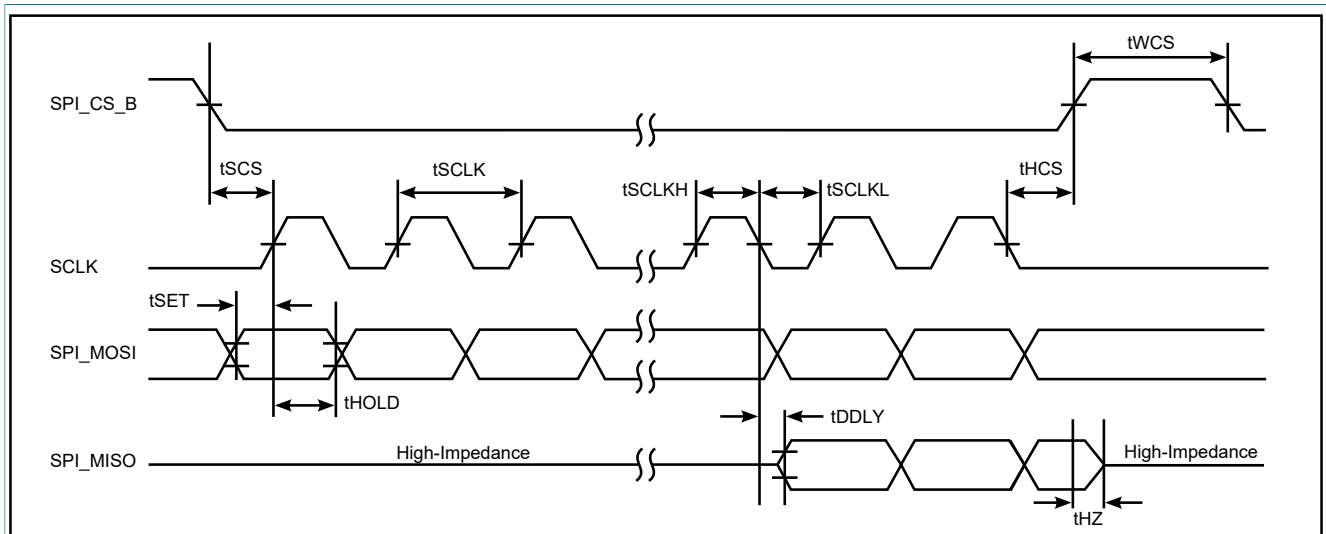 tWCS
SPI_CS_B
tSCS
tSCLK
tSCLKH
tSCLKL
tHCS
SCLK
tSET
SPI_MOSI
tHOLD
tDDLY
SPI_MISO
High-Impedance
High-Impedance
tHZ